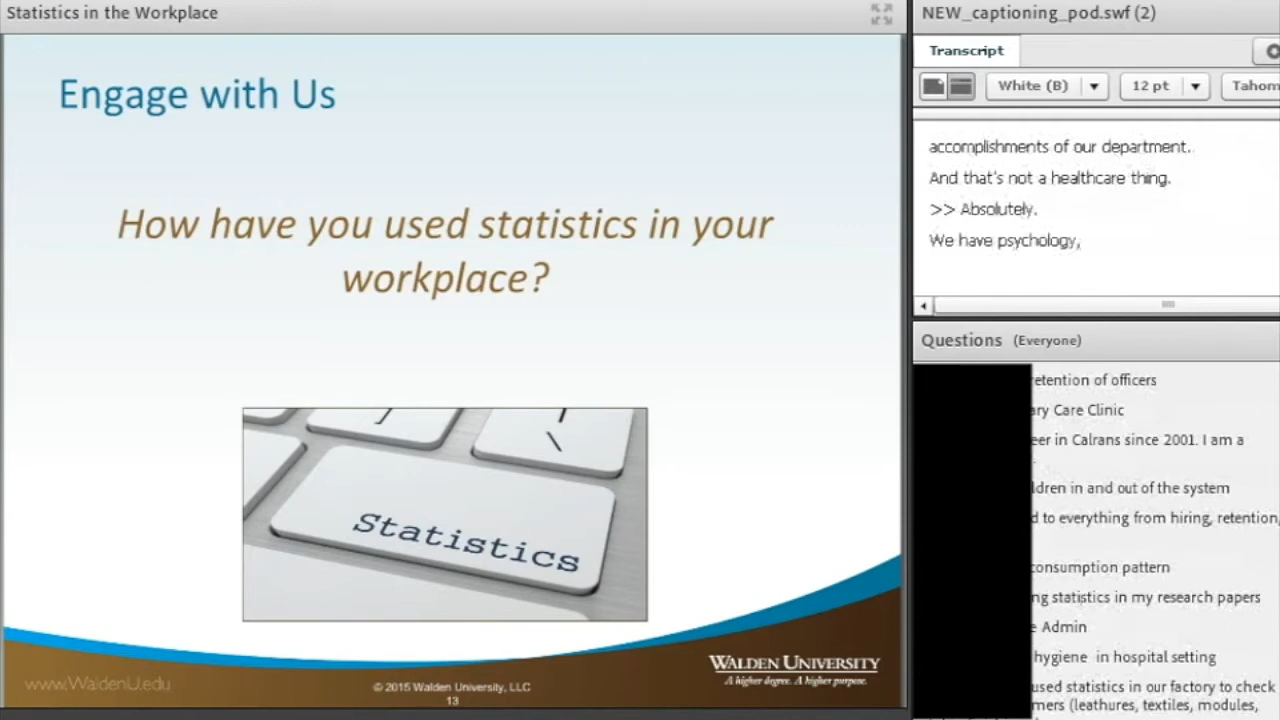 Statistics in the Workplace
Engage with Us
How have you used statistics in your
workplace?
Statistics
www.WaldenU.edu
© 2015 Walden University, LLC
13
WALDEN UNIVERSITY
A higher degree. A higher purpose.
NEW_captioning_pod.swf (2)
Transcript
White (B)
12 pt
Tahom
accomplishments of our department.
And that's not a healthcare thing.
>> Absolutely.
We have psychology,
Questions (Everyone)
etention of officers
ary Care Clinic
eer in Calrans since 2001. I am a
ldren in and out of the system
d to everything from hiring, retention,
consumption pattern
ng statistics in my research papers
e Admin
hygiene in hospital setting
used statistics in our factory to check
mers (leathures, textiles, modules,